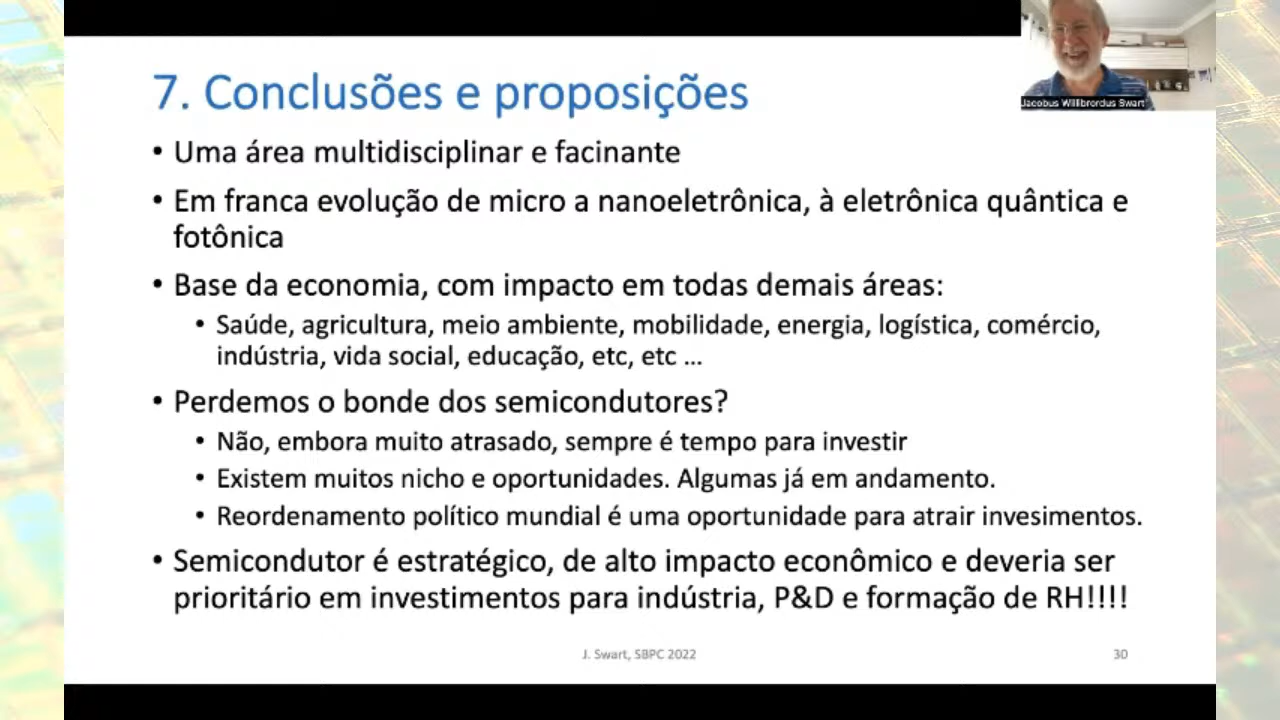 7. Conclusões e proposições
Jacobus Willibrordus Swart
• Uma área multidisciplinar e facinante
• Em franca evolução de micro a nanoeletrônica, à eletrônica quântica e
fotônica
• Base da economia, com impacto em todas demais áreas:
• Saúde, agricultura, meio ambiente, mobilidade, energia, logística, comércio,
indústria, vida social, educação, etc, etc ...
• Perdemos o bonde dos semicondutores?
• Não, embora muito atrasado, sempre é tempo para investir
• Existem muitos nicho e oportunidades. Algumas já em andamento.
• Reordenamento político mundial é uma oportunidade para atrair invesimentos.
• Semicondutor é estratégico, de alto impacto econômico e deveria ser
prioritário em investimentos para indústria, P&D e formação de RH!!!!
J. Swart, SBPC 2022
30